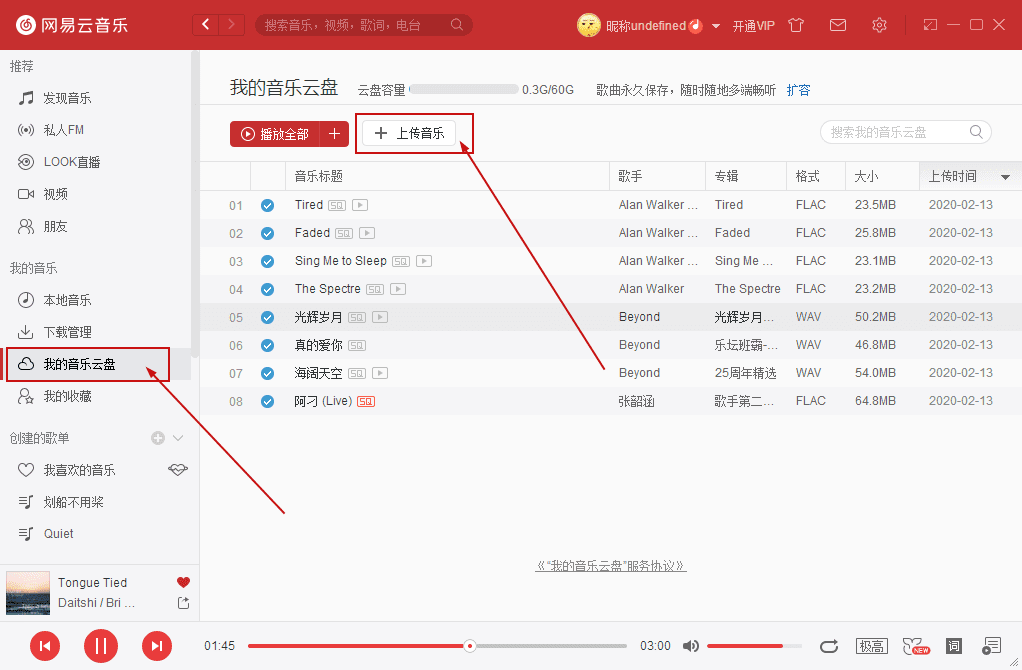 网易云音乐
搜索音乐，视频，歌词，电台
昵称undefined
开通VIP
推荐
发现音乐
私人FM
LOOK直播
视频
朋友
我的音乐
本地音乐
下载管理
我的音乐云盘
我的收藏
创建的歌单
我喜欢的音乐
划船不用桨
Quiet
Tongue Tied
Daitshi / Bri ...
我的音乐云盘 云盘容量 0.3G/60G 歌曲永久保存，随时随地多端畅听 扩容
播放全部 + 上传音乐
搜索我的音乐云盘
音乐标题 歌手 专辑 格式 大小 上传时间
01 Tired SQ Alan Walker ... Tired FLAC 23.5MB 2020-02-13
02 Faded SQ Alan Walker ... Faded FLAC 25.8MB 2020-02-13
03 Sing Me to Sleep SQ Alan Walker ... Sing Me ... FLAC 23.1MB 2020-02-13
04 The Spectre SQ Alan Walker The Spectre FLAC 23.2MB 2020-02-13
05 光辉岁月 SQ Beyond 光辉岁月... WAV 50.2MB 2020-02-13
06 真的爱你 SQ Beyond 乐坛班霸-... WAV 46.8MB 2020-02-13
07 海阔天空 SQ Beyond 25周年精选 WAV 54.0MB 2020-02-13
08 阿刁 (Live) SQ 张韶涵 歌手第二... FLAC 64.8MB 2020-02-13
《“我的音乐云盘”服务协议》
01:45 03:00 极高 NEW 词